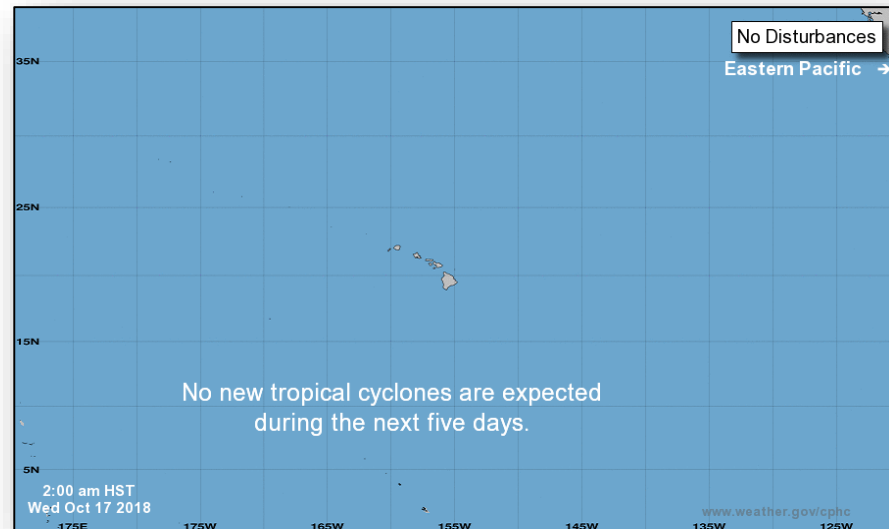 No Disturbances
Eastern Pacific →
35N
25N
15N
No new tropical cyclones are expected
during the next five days.
5N
2:00 am HST
Wed Oct 17 2018
www.weather.gov/cphc
175E
175W
165W
155W
145W
135W
125W